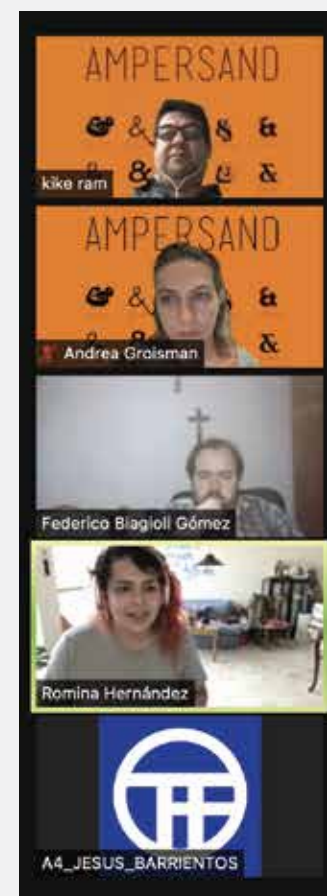 AMPERSAND
& & & & &
& & & &
kike ram
AMPERSAND
& & & &
& & &
Andrea Groisman
Federico Biagioli Gómez
Romina Hernández
A4_JESUS_BARRIENTOS